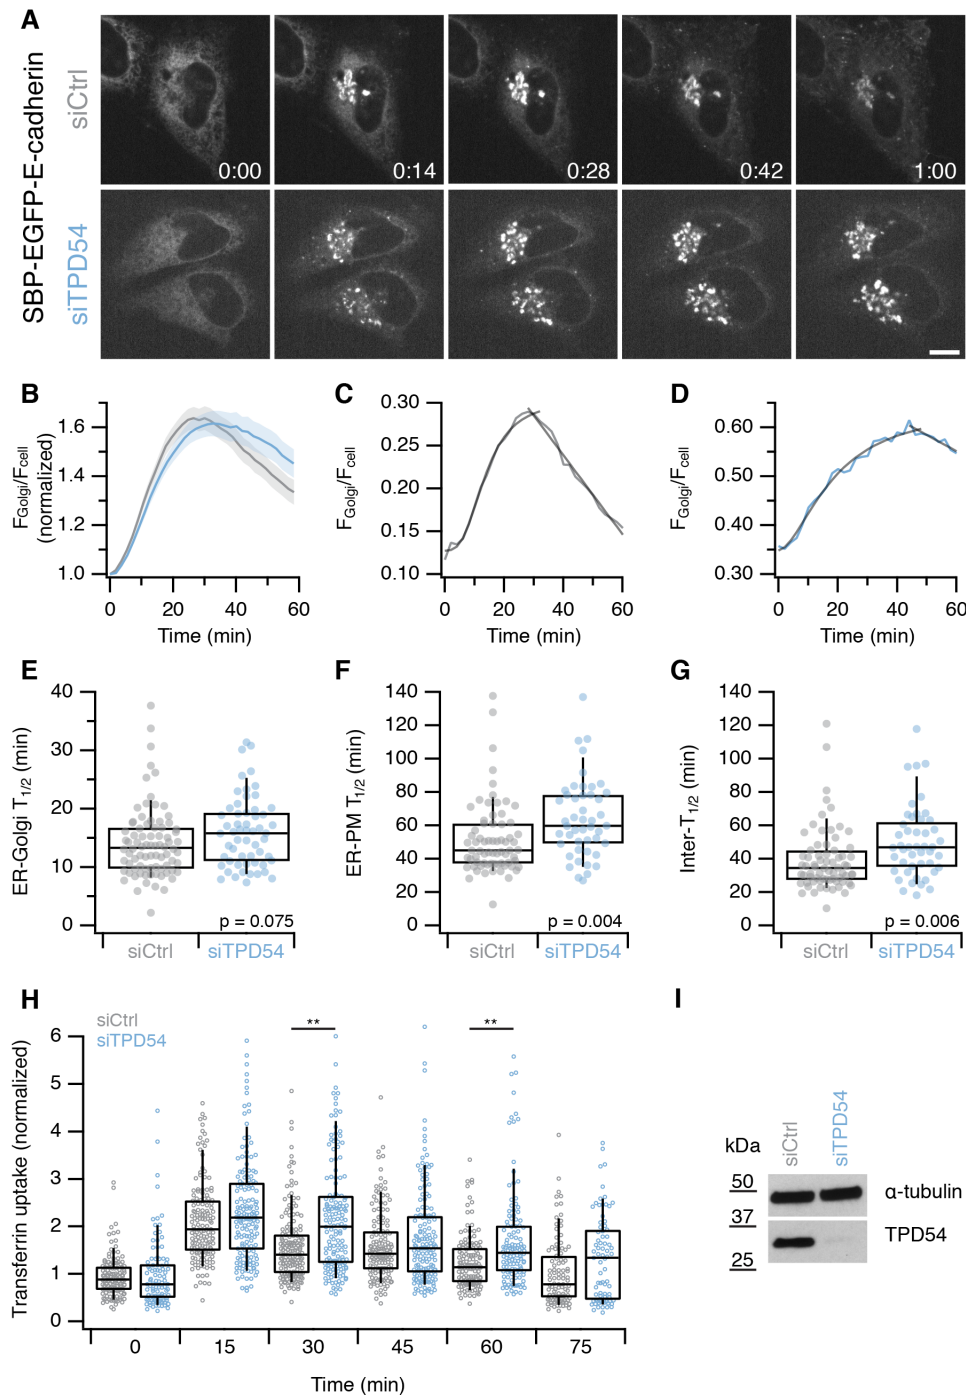 A
SBP-EGFP-E-cadherin
siCtrl
0:00
0:14
0:28
0:42
1:00
siTPD54
B
F_Golgi/F_cell
(normalized)
1.6
1.4
1.2
1.0
0
20
40
60
Time (min)
C
F_Golgi/F_cell
0.30
0.25
0.20
0.15
0.10
0
20
40
60
Time (min)
D
F_Golgi/F_cell
0.60
0.50
0.40
0.30
0
20
40
60
Time (min)
E
ER-Golgi T1/2 (min)
40
30
20
10
0
p = 0.075
siCtrl
siTPD54
F
ER-PM T1/2 (min)
140
120
100
80
60
40
20
0
p = 0.004
siCtrl
siTPD54
G
Inter-T1/2 (min)
140
120
100
80
60
40
20
0
p = 0.006
siCtrl
siTPD54
H
siCtrl
siTPD54
Transferrin uptake (normalized)
6
5
4
3
2
1
0
**
**
0
15
30
45
60
75
Time (min)
I
kDa
siCtrl
siTPD54
50
37
25
α-tubulin
TPD54